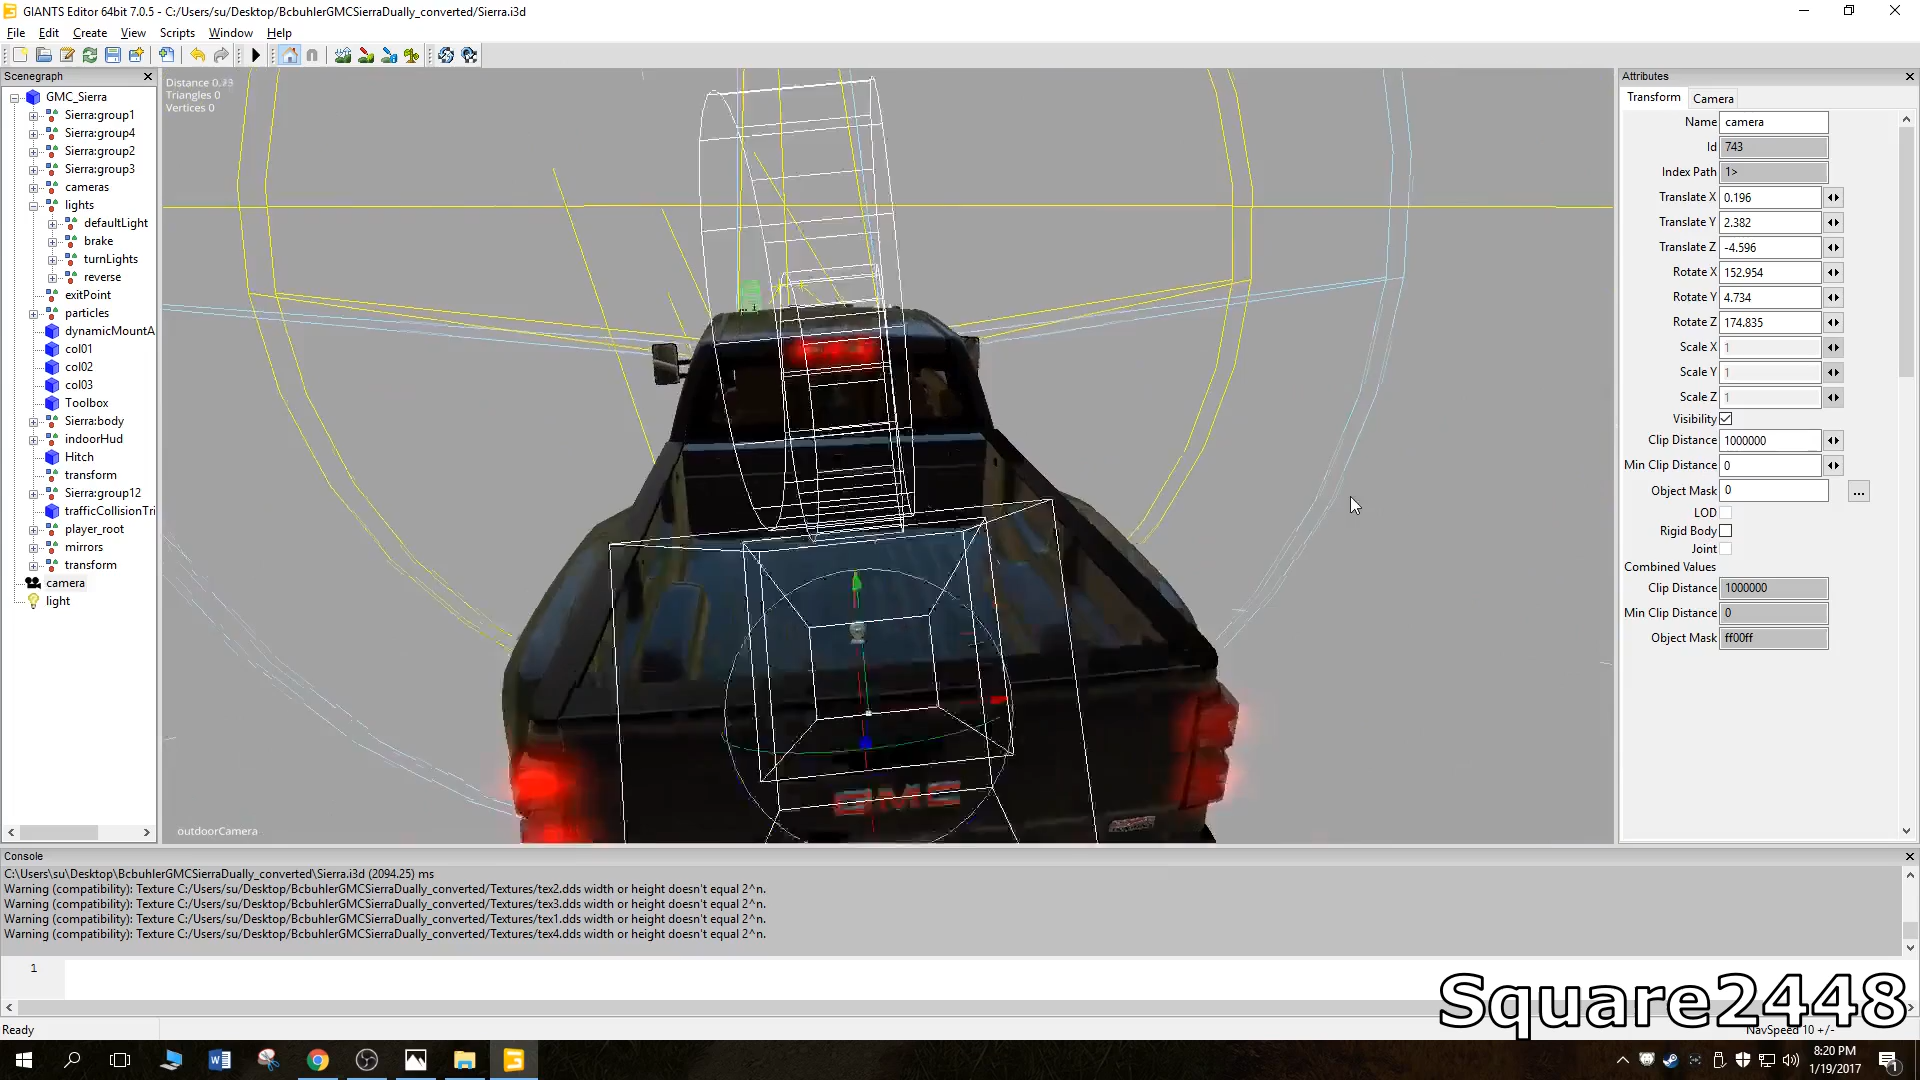 GIANTS Editor 64bit 7.0.5 - C:/Users/su/Desktop/BcbuhlerGMCSierraDually_converted/Sierra.i3d
File Edit Create View Scripts Window Help
Scenegraph
GMC_Sierra
Sierra:group1
Sierra:group4
Sierra:group2
Sierra:group3
cameras
lights
defaultLight
brake
turnLights
reverse
exitPoint
particles
dynamicMountA
col01
col02
col03
Toolbox
Sierra:body
indoorHud
Hitch
transform
Sierra:group12
trafficCollisionTri
player_root
mirrors
transform
camera
light
Distance 0.
Triangles 0
Vertices 0
GMC
outdoorCamera
Attributes
Transform Camera
Name camera
Id 743
Index Path 1>
Translate X 0.196
Translate Y 2.382
Translate Z -4.596
Rotate X 152.954
Rotate Y 4.734
Rotate Z 174.835
Scale X 1
Scale Y 1
Scale Z 1
Visibility
Clip Distance 1000000
Min Clip Distance 0
Object Mask 0 ...
LOD
Rigid Body
Joint
Combined Values
Clip Distance 1000000
Min Clip Distance 0
Object Mask ff00ff
Console
C:\Users\su\Desktop\BcbuhlerGMCSierraDually_converted\Sierra.i3d (2094.25) ms
Warning (compatibility): Texture C:/Users/su/Desktop/BcbuhlerGMCSierraDually_converted/Textures/tex2.dds width or height doesn't equal 2^n.
Warning (compatibility): Texture C:/Users/su/Desktop/BcbuhlerGMCSierraDually_converted/Textures/tex3.dds width or height doesn't equal 2^n.
Warning (compatibility): Texture C:/Users/su/Desktop/BcbuhlerGMCSierraDually_converted/Textures/tex1.dds width or height doesn't equal 2^n.
Warning (compatibility): Texture C:/Users/su/Desktop/BcbuhlerGMCSierraDually_converted/Textures/tex4.dds width or height doesn't equal 2^n.
1
Square2448
Ready
NavSpeed 10 +/-
8:20 PM
1/19/2017